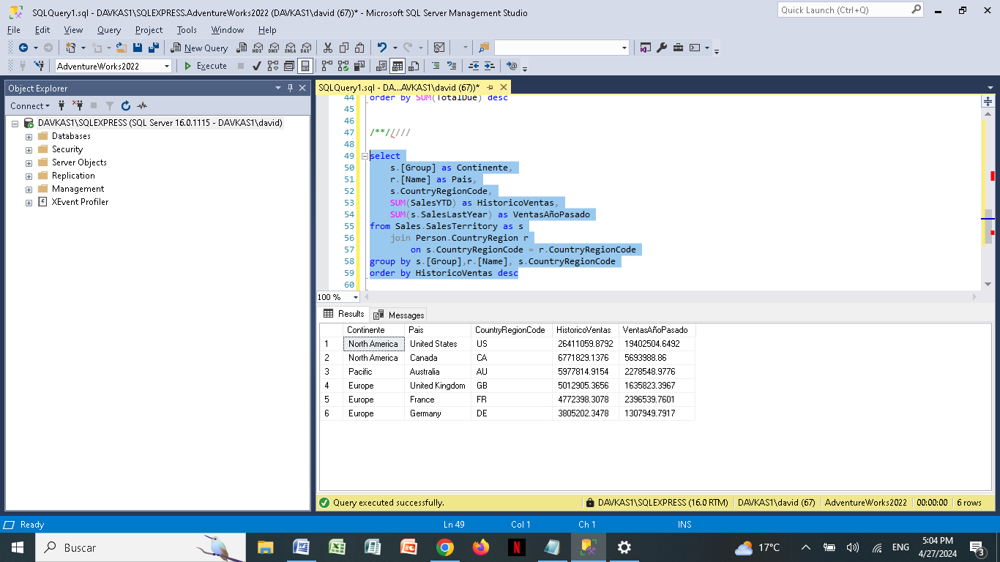 SQLQuery1.sql - DAVKAS1\SQLEXPRESS.AdventureWorks2022 (DAVKAS1\david (67))* - Microsoft SQL Server Management Studio
Quick Launch (Ctrl+Q)
File Edit View Query Project Tools Window Help
New Query MDX DMX XMLA DAX
AdventureWorks2022 Execute
Object Explorer
Connect
DAVKAS1\SQLEXPRESS (SQL Server 16.0.1115 - DAVKAS1\david)
Databases
Security
Server Objects
Replication
Management
XEvent Profiler
SQLQuery1.sql - DA...AVKAS1\david (67))*
44 order by SUM(TotalDue) desc
45
46
47 /**//////
48
49 select
50 s.[Group] as Continente,
51 r.[Name] as Pais,
52 s.CountryRegionCode,
53 SUM(SalesYTD) as HistoricoVentas,
54 SUM(s.SalesLastYear) as VentasAñoPasado
55 from Sales.SalesTerritory as s
56 join Person.CountryRegion r
57 on s.CountryRegionCode = r.CountryRegionCode
58 group by s.[Group],r.[Name], s.CountryRegionCode
59 order by HistoricoVentas desc
60
100 %
Results Messages
Continente Pais CountryRegionCode HistoricoVentas VentasAñoPasado
1 North America United States US 26411059.8792 19402504.6492
2 North America Canada CA 6771829.1376 5693988.86
3 Pacific Australia AU 5977814.9154 2278548.9776
4 Europe United Kingdom GB 5012905.3656 1635823.3967
5 Europe France FR 4772398.3078 2396539.7601
6 Europe Germany DE 3805202.3478 1307949.7917
Query executed successfully. DAVKAS1\SQLEXPRESS (16.0 RTM) DAVKAS1\david (67) AdventureWorks2022 00:00:00 6 rows
Ready Ln 49 Col 1 Ch 1 INS
Buscar 17°C ENG 5:04 PM
4/27/2024 3